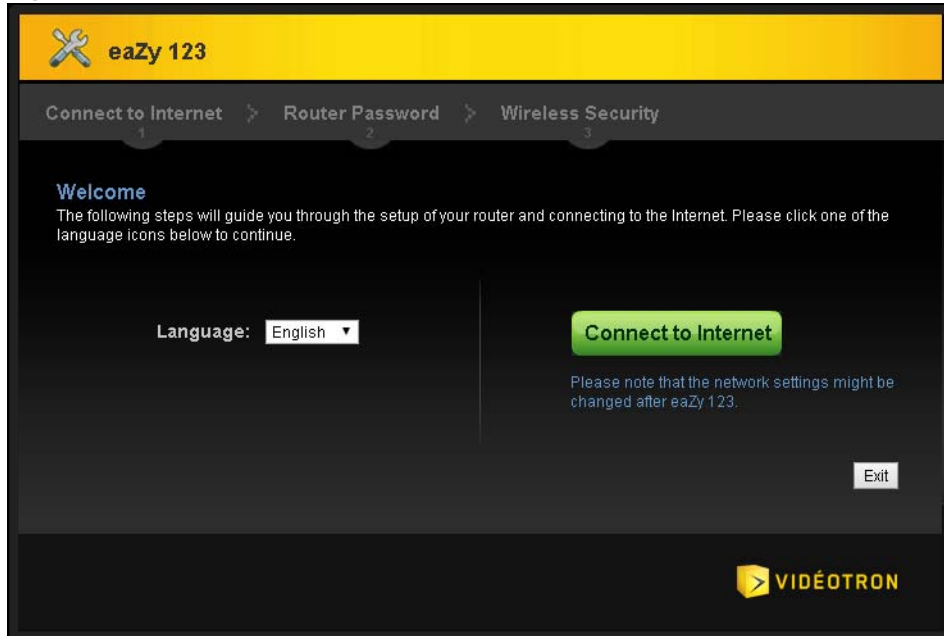 eaZy 123
Connect to Internet > Router Password > Wireless Security
1 2 3
Welcome
The following steps will guide you through the setup of your router and connecting to the Internet. Please click one of the
language icons below to continue.
Language: English
Connect to Internet
Please note that the network settings might be
changed after eaZy 123.
Exit
VIDÉOTRON